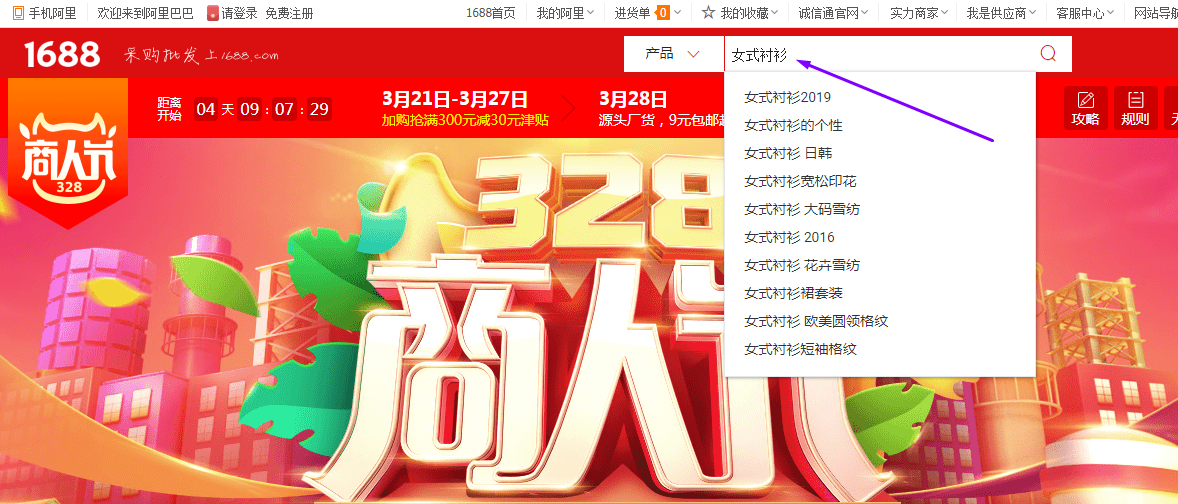 手机阿里 欢迎来到阿里巴巴 请登录 免费注册 1688首页 我的阿里 进货单 0 我的收藏 诚信通官网 实力商家 我是供应商 客服中心 网站导航
1688 采购批发上1688.com 产品 女式衬衫
商人节
328
距离
开始
04 天 09 : 07 : 29
3月21日-3月27日
加购抢满300元减30元津贴
3月28日
源头厂货，9元包邮
攻略
规则
女式衬衫2019
女式衬衫的个性
女式衬衫 日韩
女式衬衫宽松印花
女式衬衫 大码雪纺
女式衬衫 2016
女式衬衫 花卉雪纺
女式衬衫裙套装
女式衬衫 欧美圆领格纹
女式衬衫短袖格纹
328
商人节